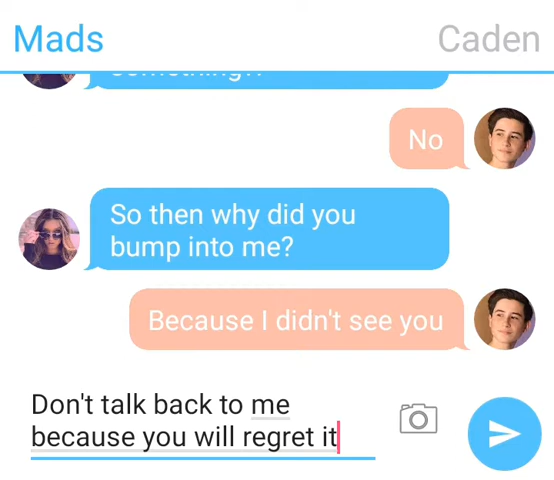 Mads
Caden
No
So then why did you
bump into me?
Because I didn't see you
Don't talk back to me
because you will regret it